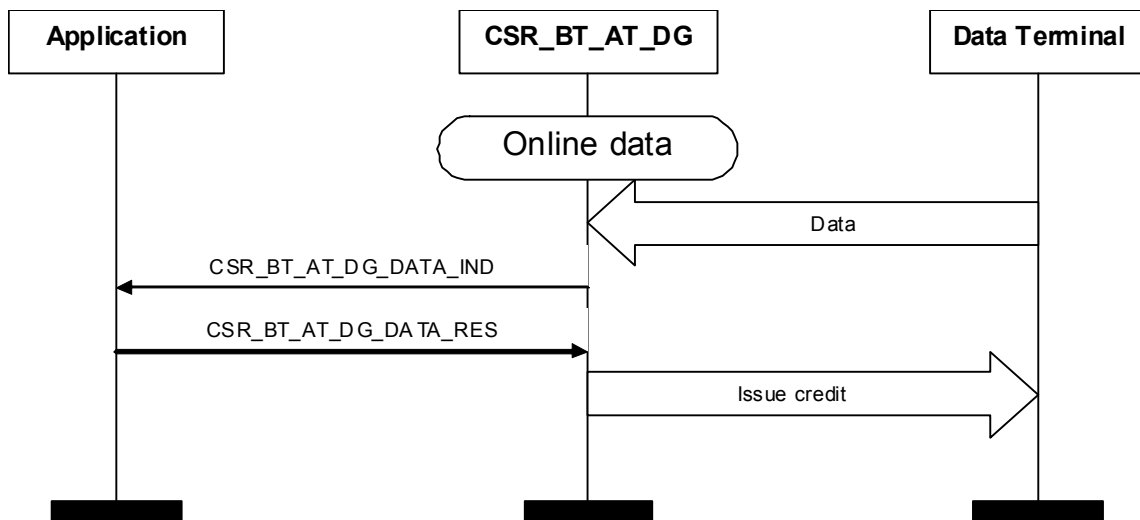 Application
CSR_BT_AT_DG
Data Terminal
Online data
Data
CSR_BT_AT_DG_DATA_IND
CSR_BT_AT_DG_DATA_RES
Issue credit